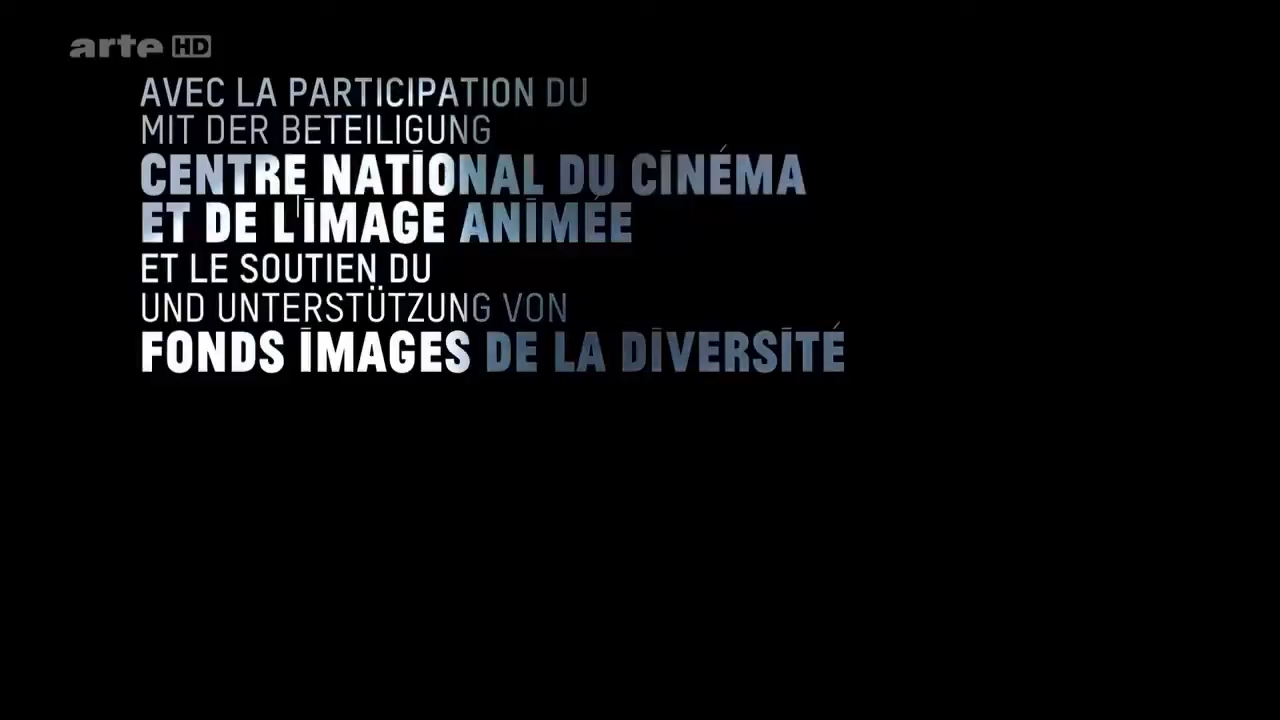 arte HD
AVEC LA PARTICIPATION DU
MIT DER BETEILIGUNG
CENTRE NATIONAL DU CINÉMA
ET DE L'IMAGE ANIMÉE
ET LE SOUTIEN DU
UND UNTERSTÜTZUNG VON
FONDS IMAGES DE LA DIVERSITÉ